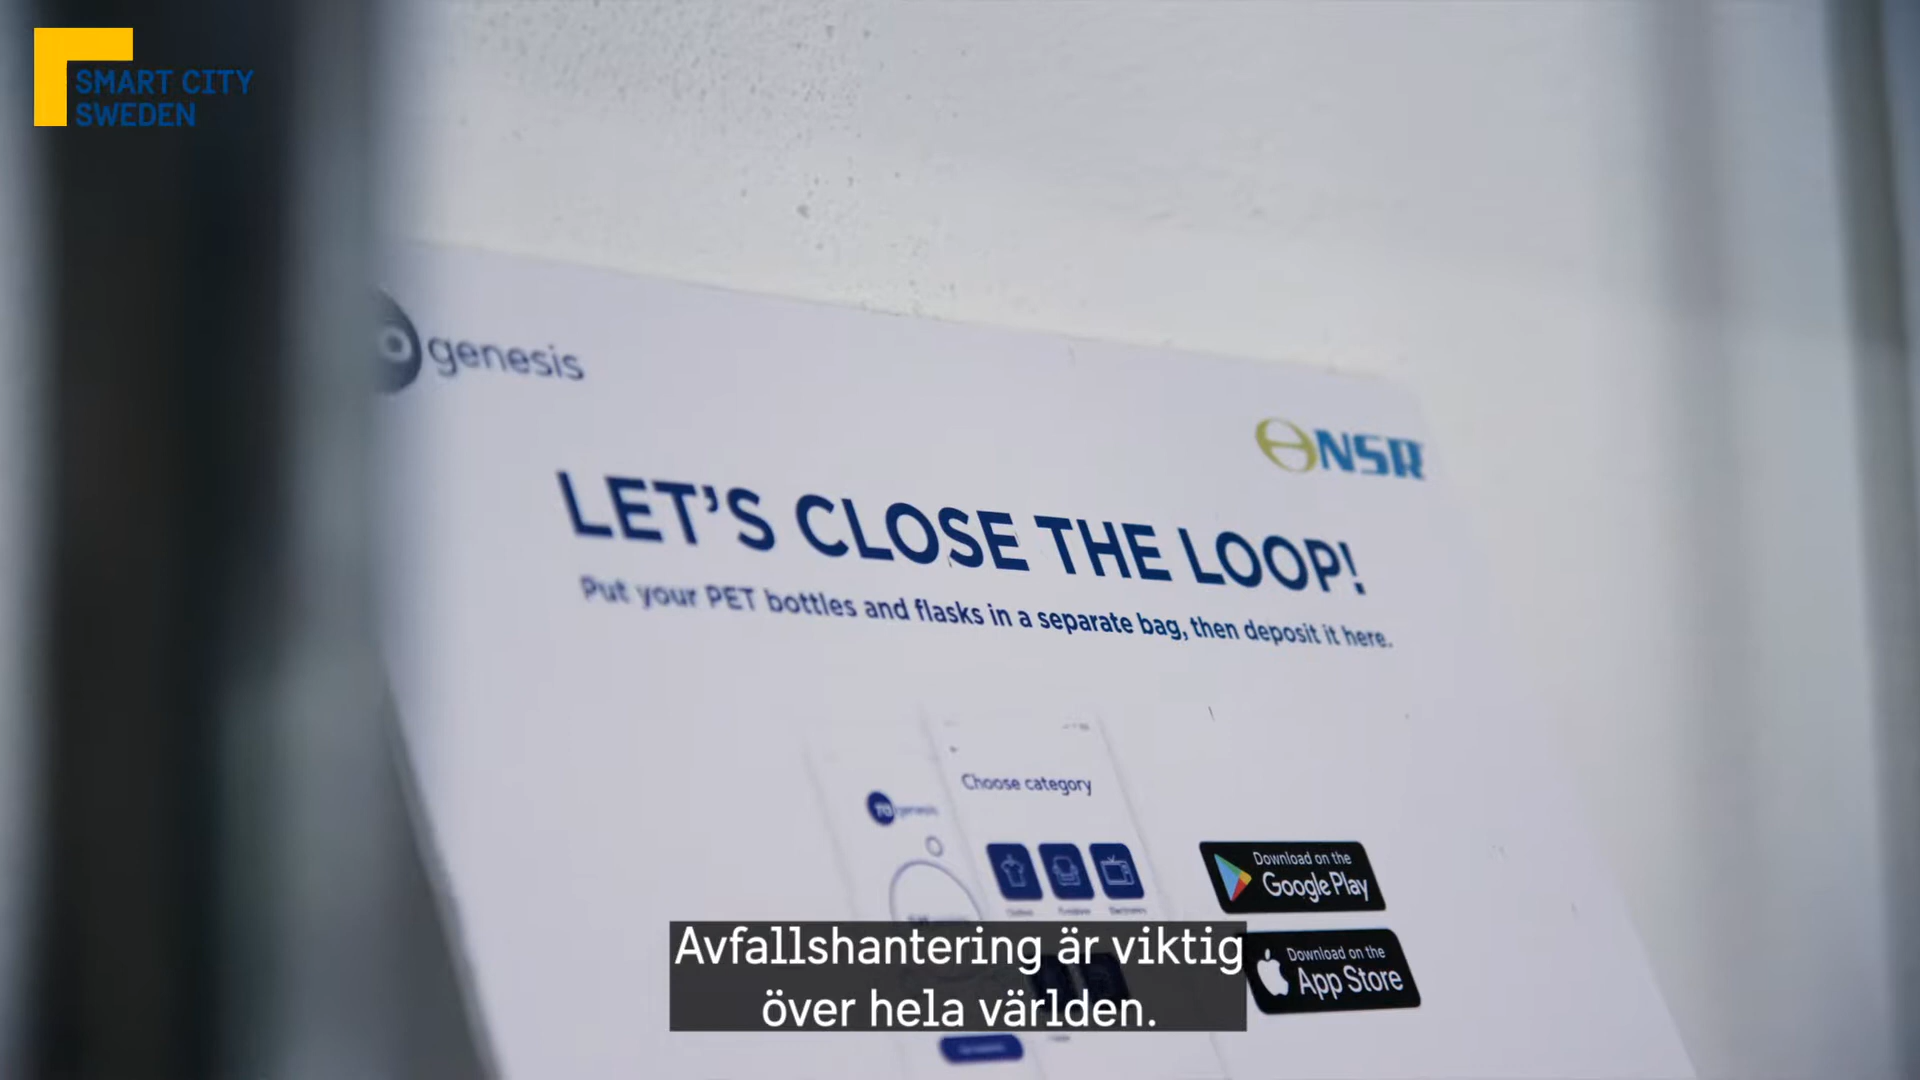 SMART CITY
SWEDEN
genesis
NSR
LET'S CLOSE THE LOOP!
Put your PET bottles and flasks in a separate bag, then deposit it here.
Choose category
genesis
Download on the
Google Play
Download on the
App Store
Avfallshantering är viktig
över hela världen.